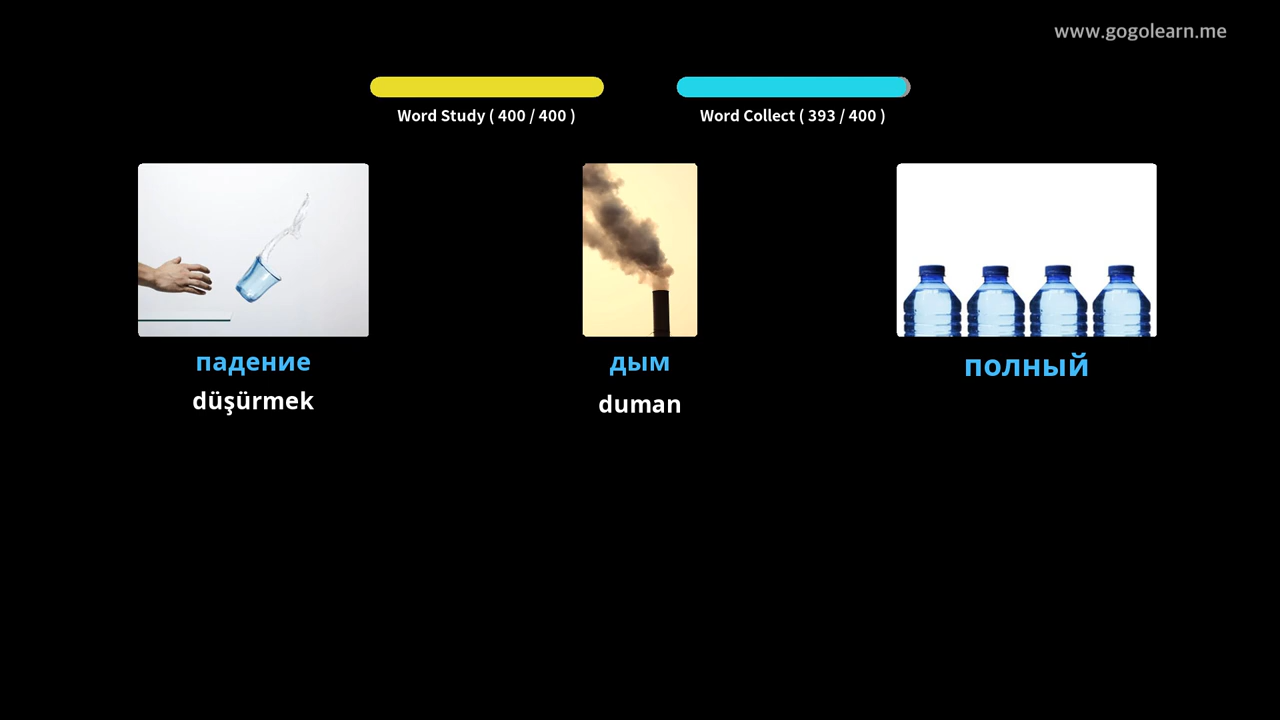 www.gogolearn.me
Word Study ( 400 / 400 )
Word Collect ( 393 / 400 )
падение
düşürmek
дым
duman
полный